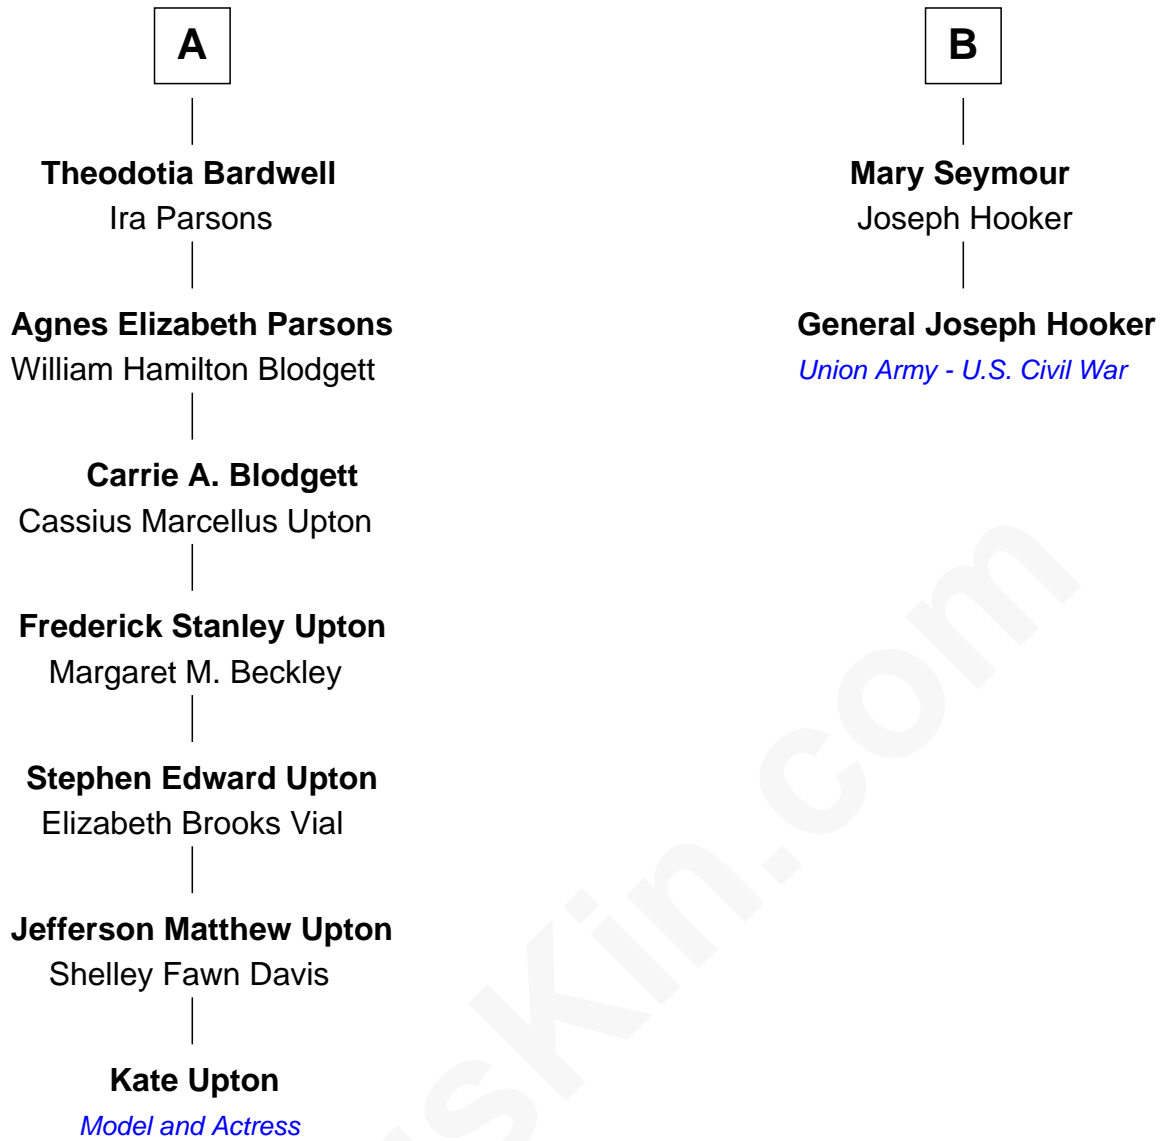 A
Theodotia Bardwell
Ira Parsons
Agnes Elizabeth Parsons
William Hamilton Blodgett
Carrie A. Blodgett
Cassius Marcellus Upton
Frederick Stanley Upton
Margaret M. Beckley
Stephen Edward Upton
Elizabeth Brooks Vial
Jefferson Matthew Upton
Shelley Fawn Davis
Kate Upton
Model and Actress
B
Mary Seymour
Joseph Hooker
General Joseph Hooker
Union Army - U.S. Civil War